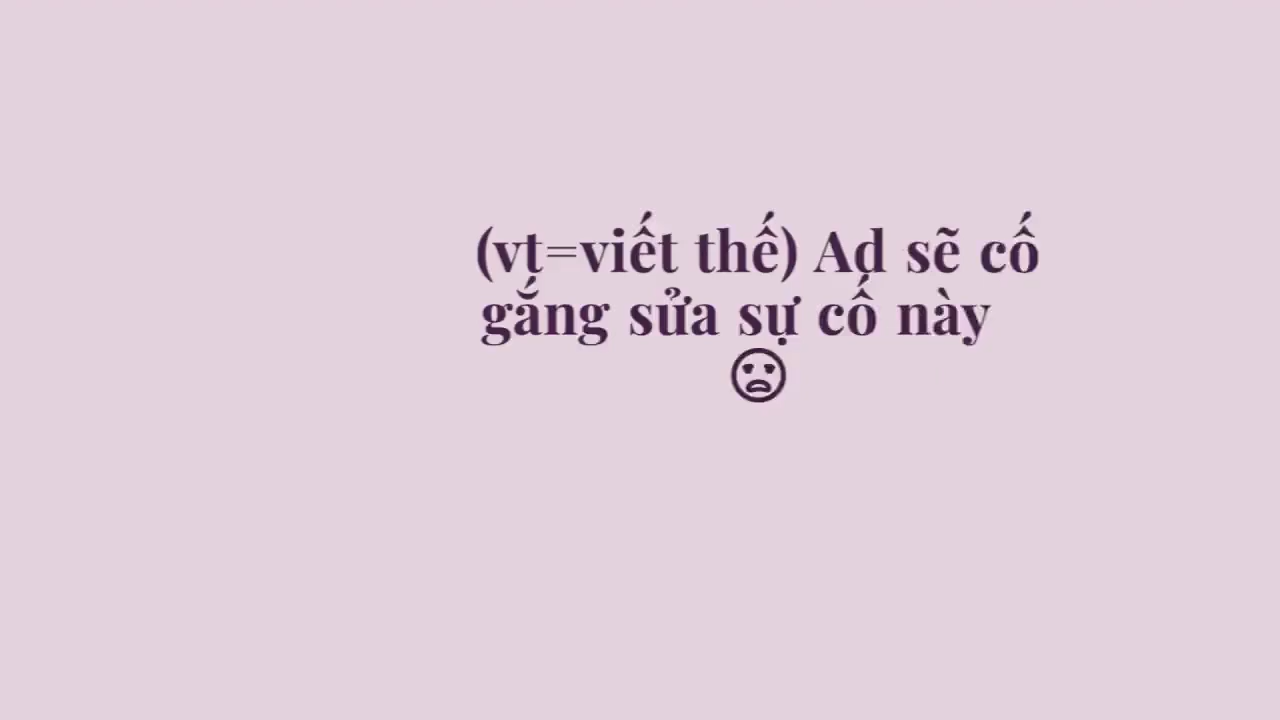 (vt=viết thế) Ad sẽ cố
gắng sửa sự cố này
😦